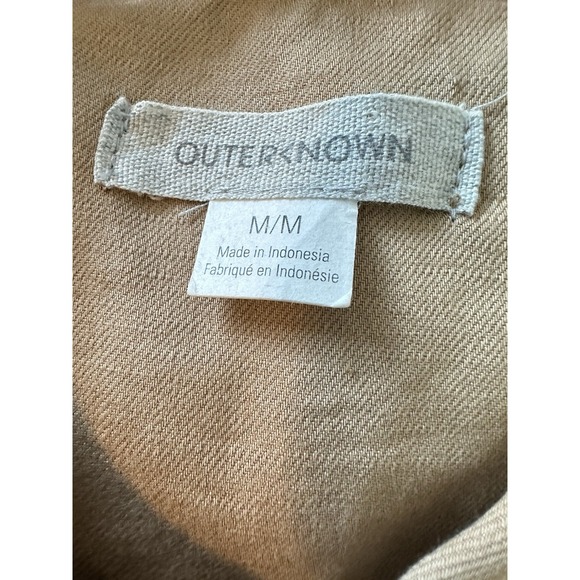 OUTERKNOWN
M/M
Made in Indonesia
Fabriqué en Indonésie